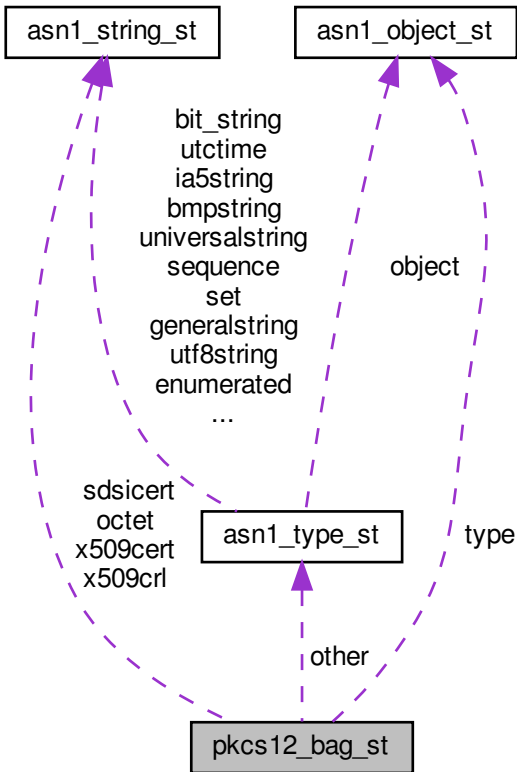 asn1_string_st
asn1_object_st
bit_string
utctime
ia5string
bmpstring
universalstring
sequence
set
generalstring
utf8string
enumerated
...
object
sdsicert
octet
x509cert
x509crl
asn1_type_st
type
other
pkcs12_bag_st